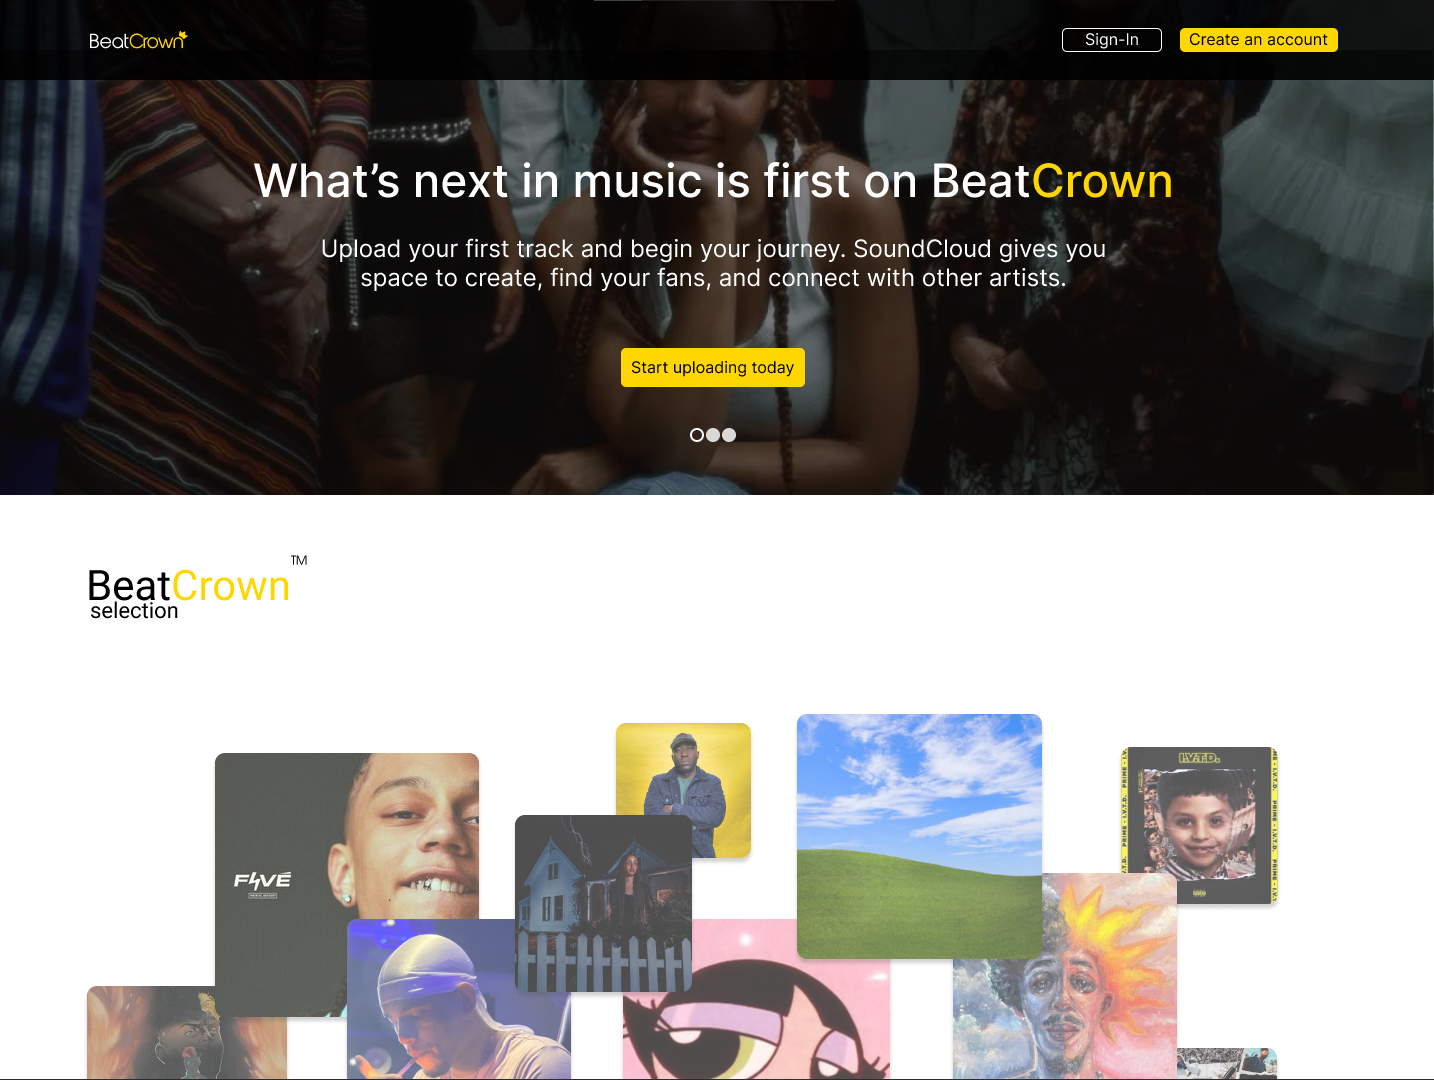 BeatCrown
Sign-In
Create an account
What’s next in music is first on BeatCrown
Upload your first track and begin your journey. SoundCloud gives you
space to create, find your fans, and connect with other artists.
Start uploading today
BeatCrown™
selection
I.V.T.D.
PRIME - I.V.T.D.
PRIME - I.V.T.D.